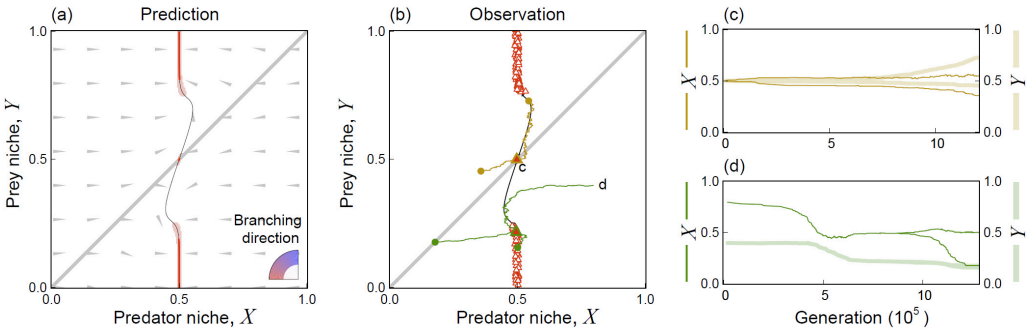 (a) Prediction
1.0
Prey niche, Y
0.5
0.0
Branching
direction
0.0 0.5 1.0
Predator niche, X
(b) Observation
1.0
Prey niche, Y
0.5
0.0
c
d
0.0 0.5 1.0
Predator niche, X
(c)
1.0 1.0
X 0.5 0.5 Y
0.0 0.0
(d)
1.0 1.0
X 0.5 0.5 Y
0.0 0.0
0 5 10
Generation (10⁵)